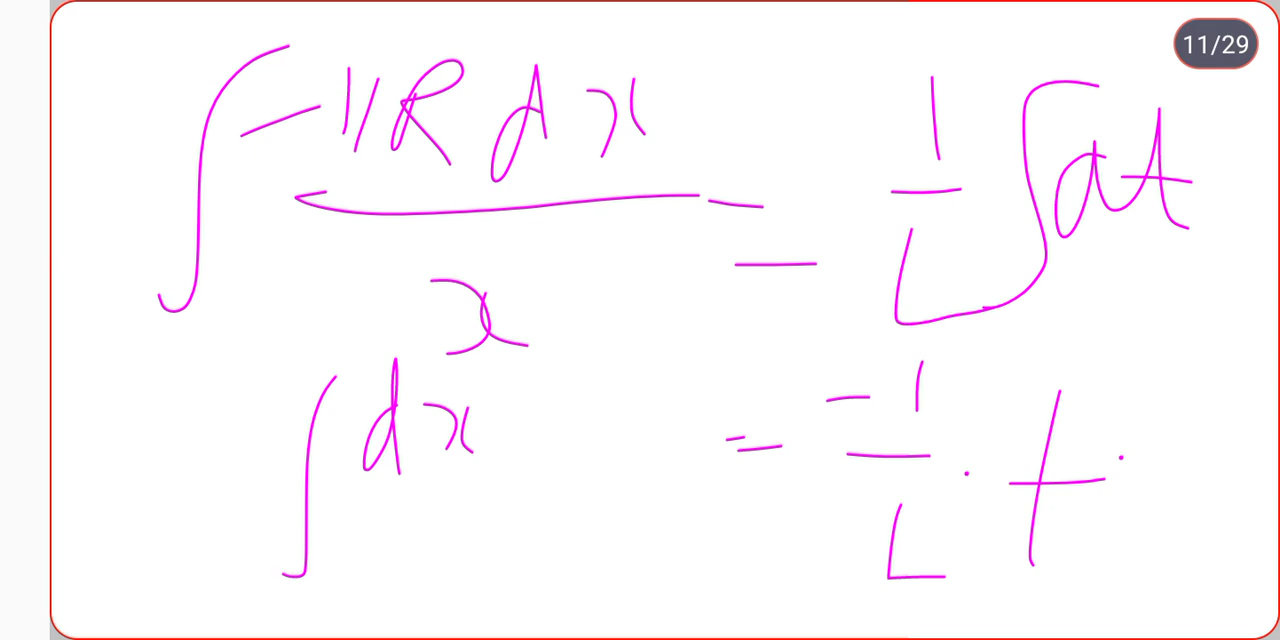 11/29
∫ -1/R dx / x = 1/L ∫ dt
∫ dx = -1/L · t ·